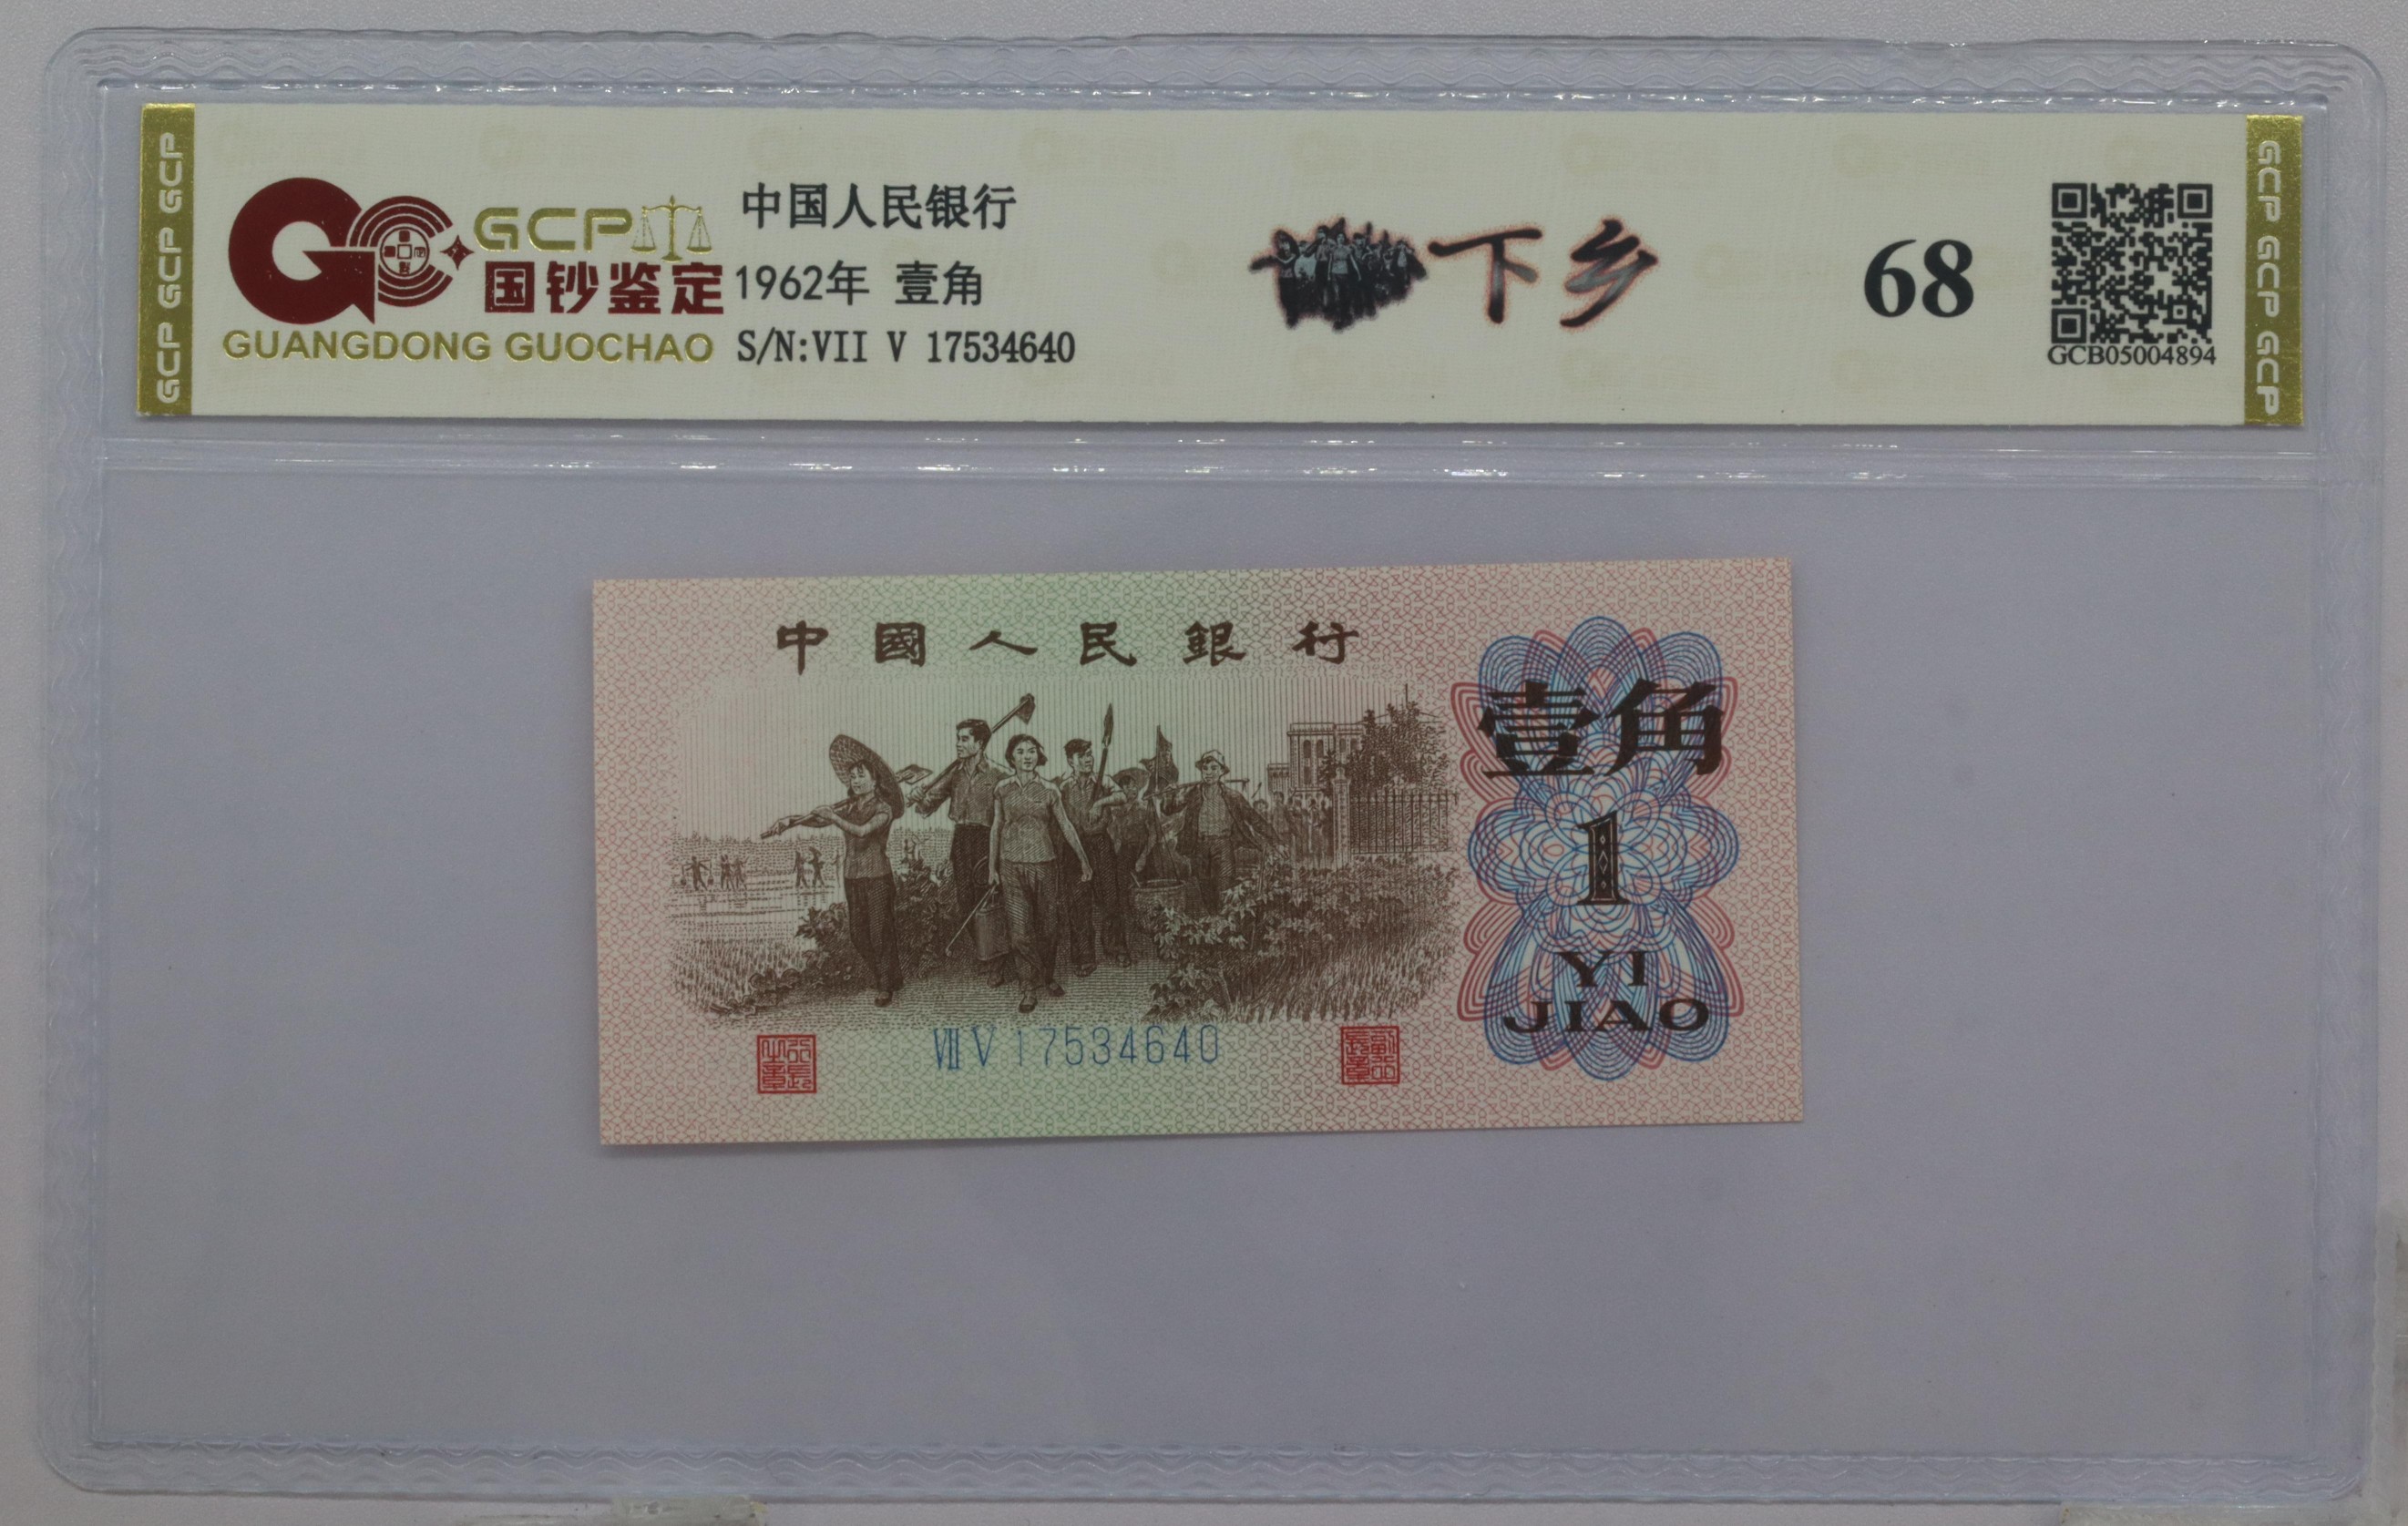 GCP GCP GCP
GCP
国钞鉴定
GUANGDONG GUOCHAO
中国人民银行
1962年 壹角
S/N:VII V 17534640
下乡
68
GCB05004894
GCP GCP GCP GCP
中國人民銀行
壹角
1
YI
JIAO
VII V 17534640